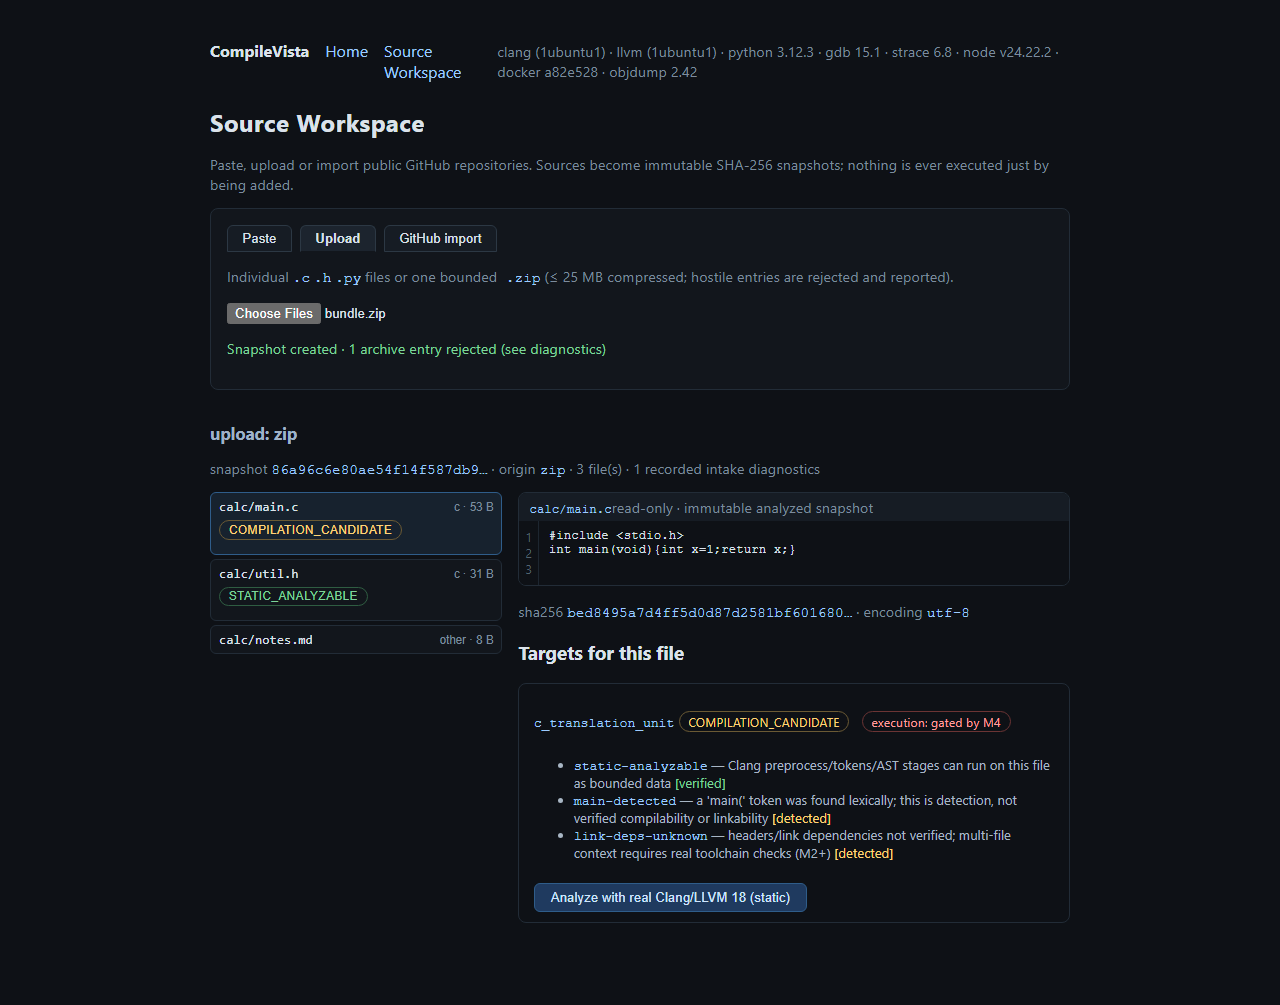 CompileVista Home Source Workspace
clang (1ubuntu1) · llvm (1ubuntu1) · python 3.12.3 · gdb 15.1 · strace 6.8 · node v24.22.2 ·
docker a82e528 · objdump 2.42
Source Workspace
Paste, upload or import public GitHub repositories. Sources become immutable SHA-256 snapshots; nothing is ever executed just by
being added.
Paste Upload GitHub import
Individual .c .h .py files or one bounded .zip (≤ 25 MB compressed; hostile entries are rejected and reported).
Choose Files bundle.zip
Snapshot created · 1 archive entry rejected (see diagnostics)
upload: zip
snapshot 86a96c6e80ae54f14f587db9… · origin zip · 3 file(s) · 1 recorded intake diagnostics
calc/main.c c · 53 B
COMPILATION_CANDIDATE
calc/util.h c · 31 B
STATIC_ANALYZABLE
calc/notes.md other · 8 B
calc/main.cread-only · immutable analyzed snapshot
1 #include <stdio.h>
2 int main(void){int x=1;return x;}
3
sha256 bed8495a7d4ff5d0d87d2581bf601680… · encoding utf-8
Targets for this file
c_translation_unit COMPILATION_CANDIDATE execution: gated by M4
static-analyzable — Clang preprocess/tokens/AST stages can run on this file
as bounded data [verified]
main-detected — a 'main(' token was found lexically; this is detection, not
verified compilability or linkability [detected]
link-deps-unknown — headers/link dependencies not verified; multi-file
context requires real toolchain checks (M2+) [detected]
Analyze with real Clang/LLVM 18 (static)